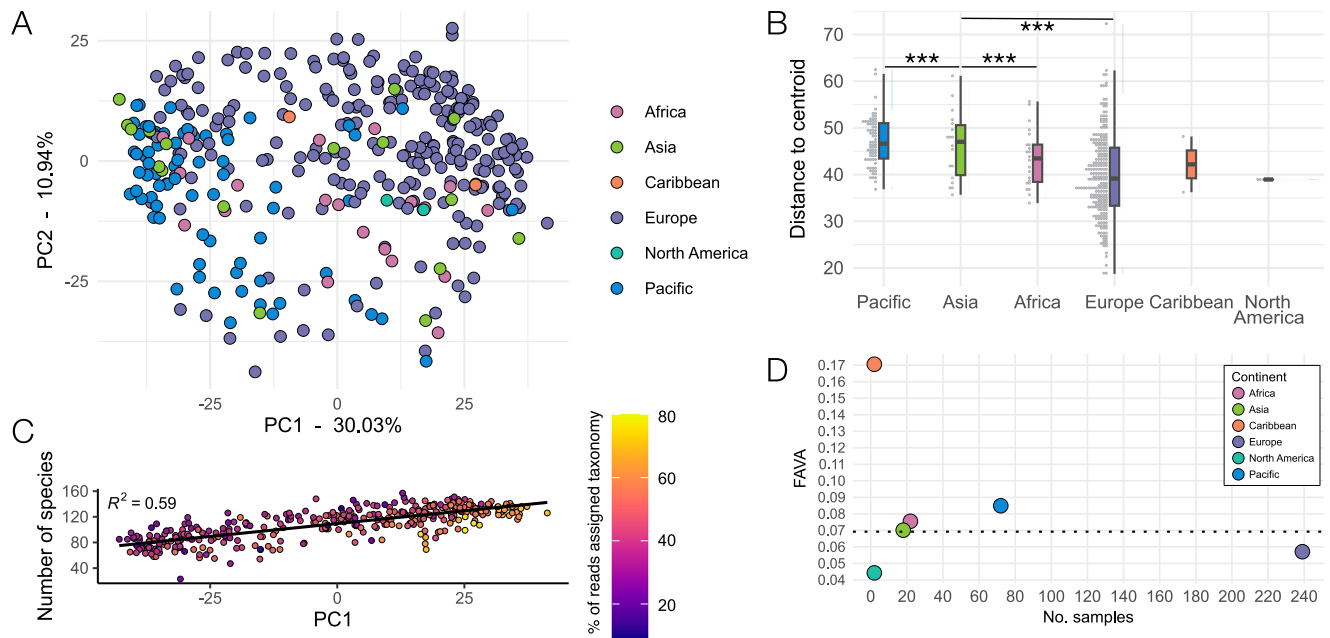 A
25
0
-25
PC2 - 10.94%
-25
0
25
PC1 - 30.03%
Africa
Asia
Caribbean
Europe
North America
Pacific
B
70
60
50
40
30
20
Distance to centroid
***
***
***
Pacific
Asia
Africa
Europe
Caribbean
North
America
C
160
120
80
40
Number of species
R² = 0.59
-25
0
25
PC1
80
60
40
20
% of reads assigned taxonomy
D
0.17
0.16
0.15
0.14
0.13
0.12
0.11
0.10
0.09
0.08
0.07
0.06
0.05
0.04
FAVA
0 20 40 60 80 100 120 140 160 180 200 220 240
No. samples
Continent
Africa
Asia
Caribbean
Europe
North America
Pacific